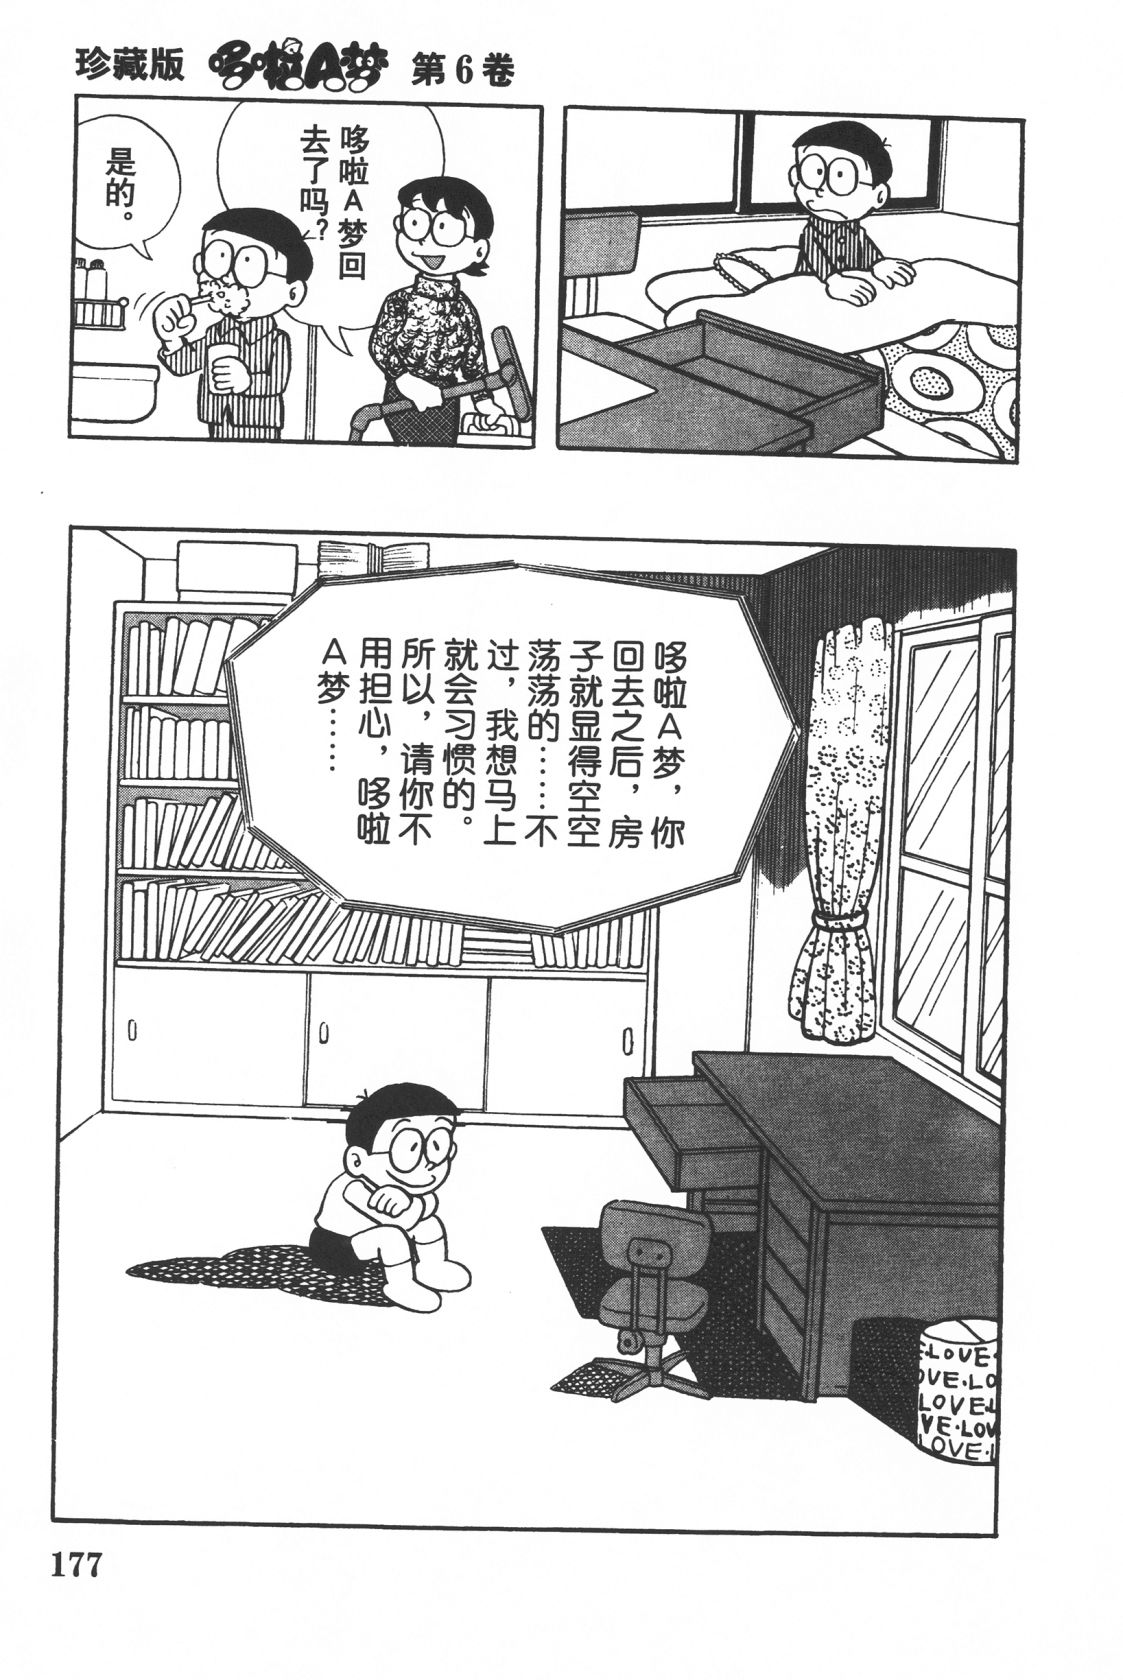 珍藏版 哆啦A梦 第6卷
哆啦A梦回
去了吗？
是的。
哆啦A梦，你
回去之后，房
子就显得空空
荡荡的……不
过，我想马上
就会习惯的。
所以，请你不
用担心，哆啦
A梦……
·LOVE·
OVE·LO
LOVE·L
VE·LOV
LOVE·L
177